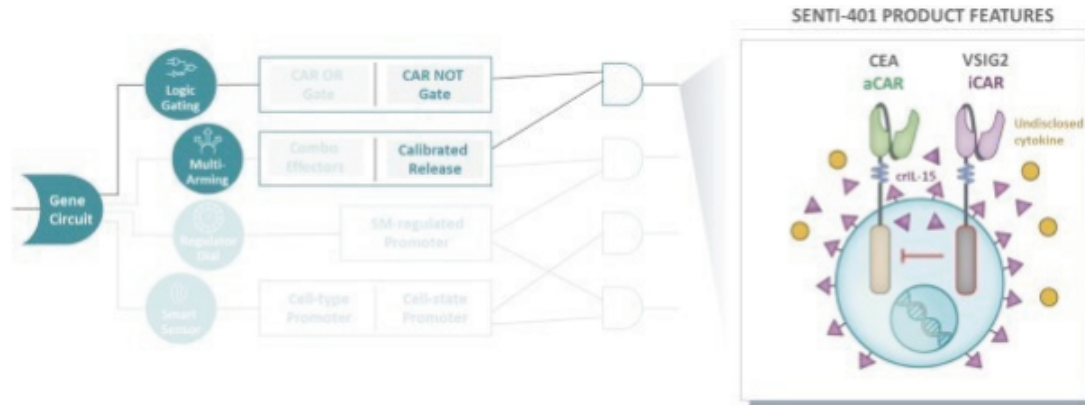 SENTI-401 PRODUCT FEATURES
Logic
Gating
CAR OR
Gate
CAR NOT
Gate
Multi-
Arming
Combo
Effectors
Calibrated
Release
Gene
Circuit
Regulator
Dial
SM-regulated
Promoter
Smart
Sensor
Cell-type
Promoter
Cell-state
Promoter
CEA
aCAR
VSIG2
iCAR
Undisclosed
cytokine
crIL-15